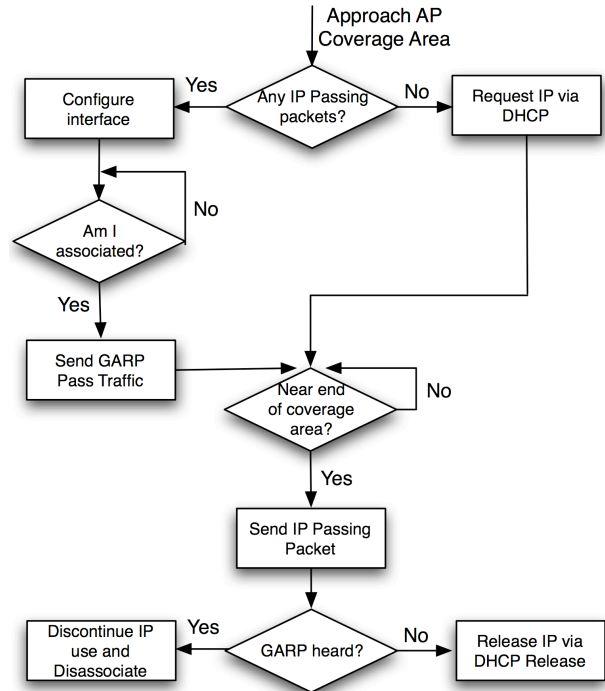 Approach AP
Coverage Area
Yes
No
Configure
interface
Any IP Passing
packets?
Request IP via
DHCP
No
Am I
associated?
Yes
Send GARP
Pass Traffic
Near end
of coverage
area?
No
Yes
Send IP Passing
Packet
Discontinue IP
use and
Disassociate
Yes
GARP heard?
No
Release IP via
DHCP Release